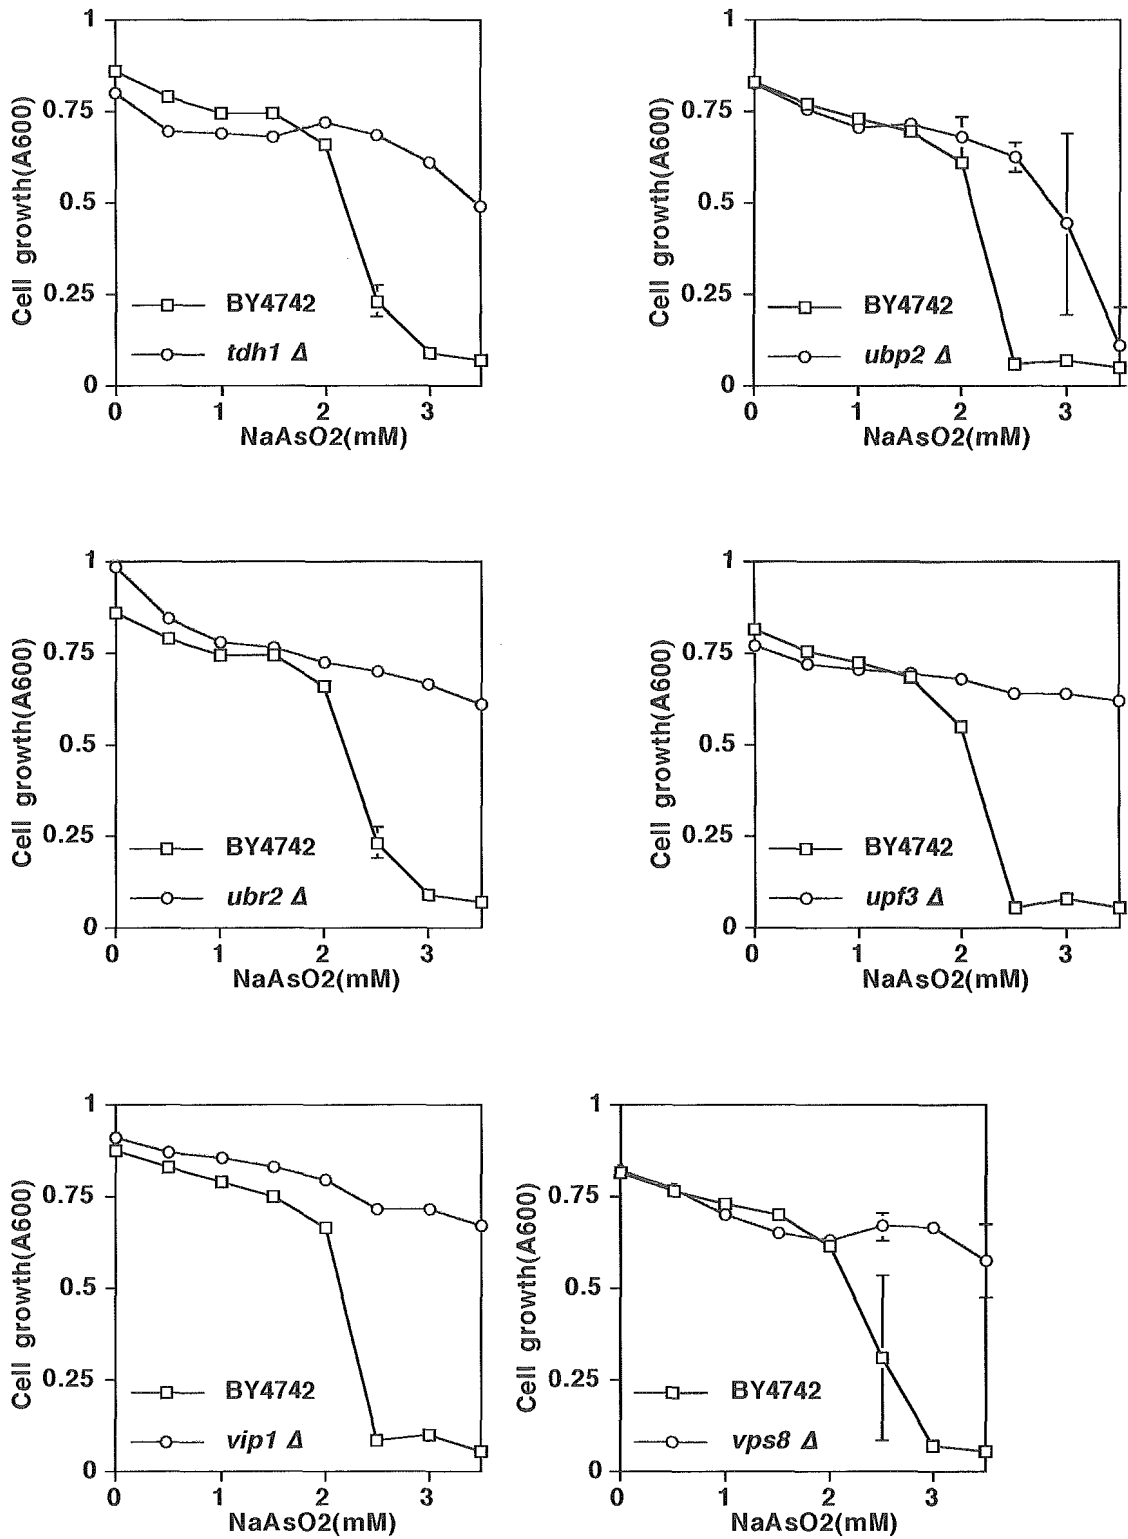 1
0.75
0.5
0.25
0
Cell growth(A600)
BY4742
tdh1 Δ
0 1 2 3
NaAsO2(mM)
1
0.75
0.5
0.25
0
Cell growth(A600)
BY4742
ubp2 Δ
0 1 2 3
NaAsO2(mM)
1
0.75
0.5
0.25
0
Cell growth(A600)
BY4742
ubr2 Δ
0 1 2 3
NaAsO2(mM)
1
0.75
0.5
0.25
0
Cell growth(A600)
BY4742
upf3 Δ
0 1 2 3
NaAsO2(mM)
1
0.75
0.5
0.25
0
Cell growth(A600)
BY4742
vip1 Δ
0 1 2 3
NaAsO2(mM)
1
0.75
0.5
0.25
0
Cell growth(A600)
BY4742
vps8 Δ
0 1 2 3
NaAsO2(mM)